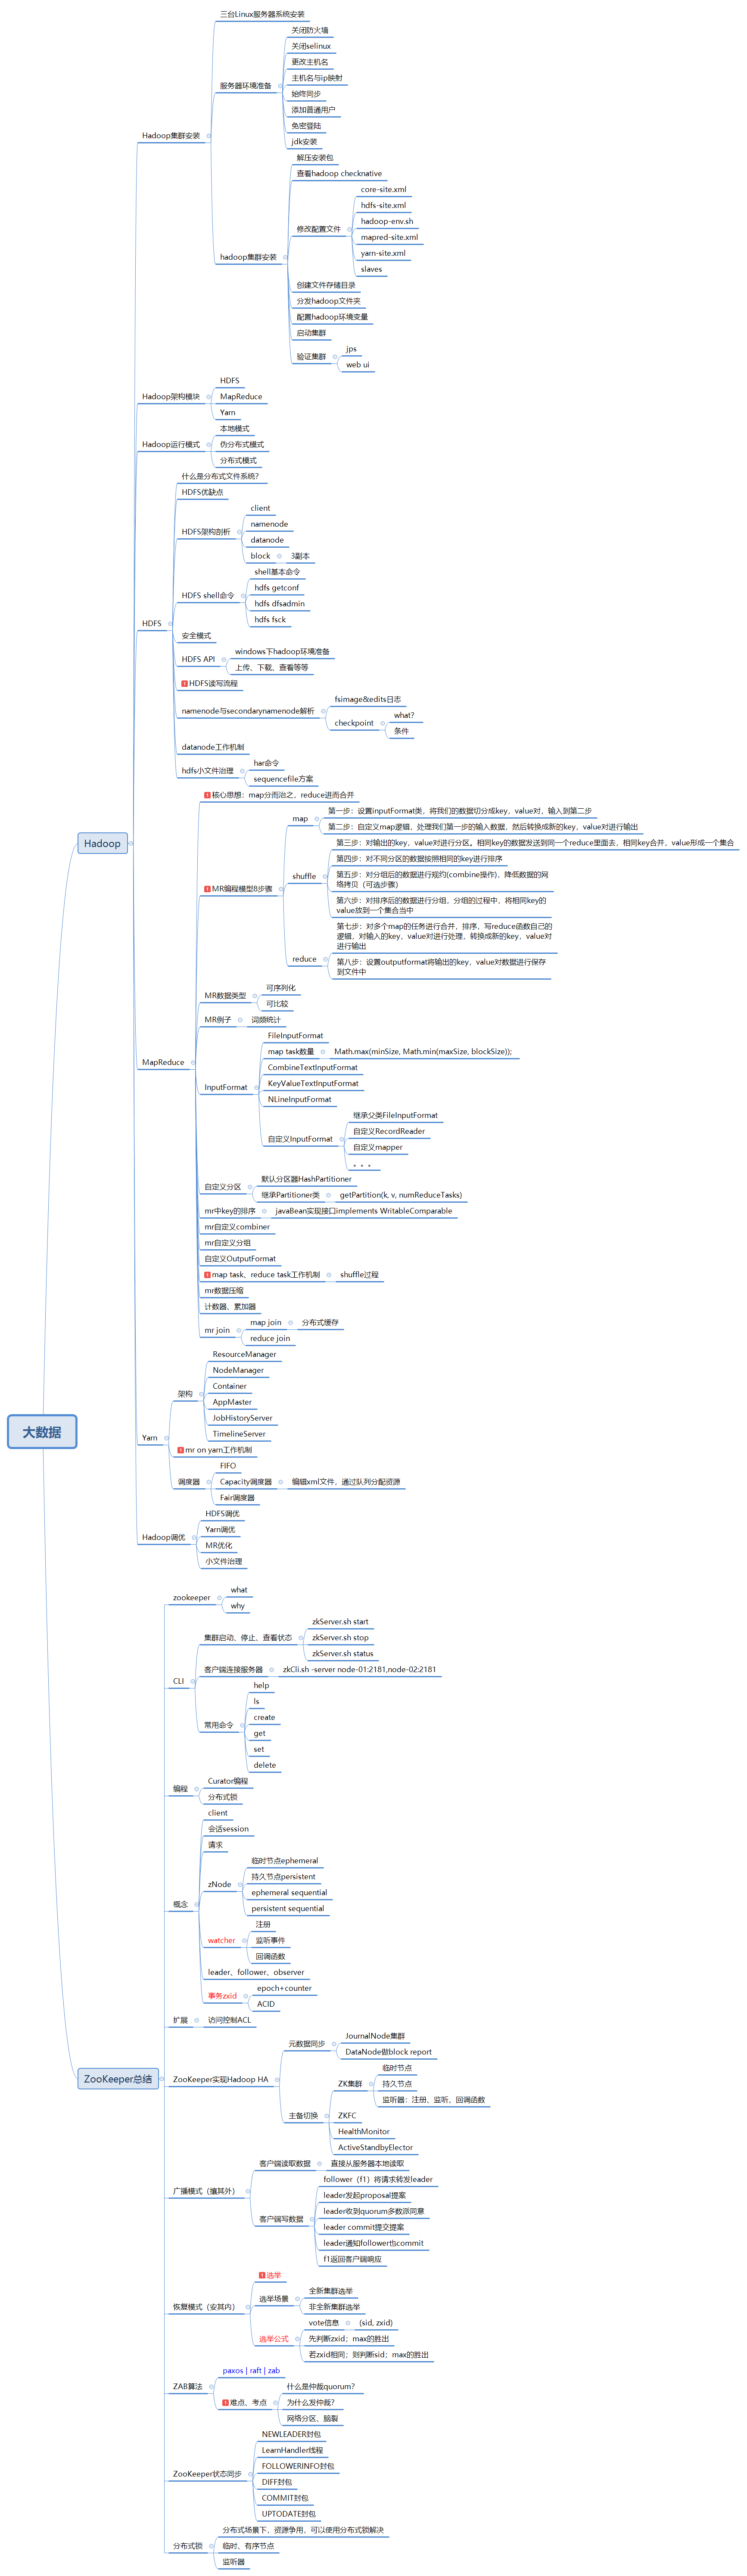 大数据
Hadoop
Hadoop集群安装
三台Linux服务器系统安装
服务器环境准备
关闭防火墙
关闭selinux
更改主机名
主机名与ip映射
始终同步
添加普通用户
免密登陆
jdk安装
hadoop集群安装
解压安装包
查看hadoop checknative
修改配置文件
core-site.xml
hdfs-site.xml
hadoop-env.sh
mapred-site.xml
yarn-site.xml
slaves
创建文件存储目录
分发hadoop文件夹
配置hadoop环境变量
启动集群
验证集群
jps
web ui
Hadoop架构模块
HDFS
MapReduce
Yarn
Hadoop运行模式
本地模式
伪分布式模式
分布式模式
HDFS
什么是分布式文件系统？
HDFS优缺点
HDFS架构剖析
client
namenode
datanode
block
3副本
HDFS shell命令
shell基本命令
hdfs getconf
hdfs dfsadmin
hdfs fsck
安全模式
HDFS API
windows下hadoop环境准备
上传、下载、查看等等
1 HDFS读写流程
namenode与secondarynamenode解析
fsimage&edits日志
checkpoint
what?
条件
datanode工作机制
hdfs小文件治理
har命令
sequencefile方案
MapReduce
1 核心思想：map分而治之，reduce进而合并
1 MR编程模型8步骤
map
第一步：设置inputFormat类，将我们的数据切分成key，value对，输入到第二步
第二步：自定义map逻辑，处理我们第一步的输入数据，然后转换成新的key，value对进行输出
shuffle
第三步：对输出的key，value对进行分区。相同key的数据发送到同一个reduce里面去，相同key合并，value形成一个集合
第四步：对不同分区的数据按照相同的key进行排序
第五步：对分组后的数据进行规约(combine操作)，降低数据的网
络拷贝（可选步骤）
第六步：对排序后的数据进行分组，分组的过程中，将相同key的
value放到一个集合当中
reduce
第七步：对多个map的任务进行合并，排序，写reduce函数自己的
逻辑，对输入的key，value对进行处理，转换成新的key，value对
进行输出
第八步：设置outputformat将输出的key，value对数据进行保存
到文件中
MR数据类型
可序列化
可比较
MR例子
词频统计
InputFormat
FileInputFormat
map task数量
Math.max(minSize, Math.min(maxSize, blockSize));
CombineTextInputFormat
KeyValueTextInputFormat
NLineInputFormat
自定义InputFormat
继承父类FileInputFormat
自定义RecordReader
自定义mapper
。。。
自定义分区
默认分区器HashPartitioner
继承Partitioner类
getPartition(k, v, numReduceTasks)
mr中key的排序
javaBean实现接口implements WritableComparable
mr自定义combiner
mr自定义分组
自定义OutputFormat
1 map task、reduce task工作机制
shuffle过程
mr数据压缩
计数器、累加器
mr join
map join
分布式缓存
reduce join
Yarn
架构
ResourceManager
NodeManager
Container
AppMaster
JobHistoryServer
TimelineServer
1 mr on yarn工作机制
调度器
FIFO
Capacity调度器
编辑xml文件，通过队列分配资源
Fair调度器
Hadoop调优
HDFS调优
Yarn调优
MR优化
小文件治理
ZooKeeper总结
zookeeper
what
why
CLI
集群启动、停止、查看状态
zkServer.sh start
zkServer.sh stop
zkServer.sh status
客户端连接服务器
zkCli.sh -server node-01:2181,node-02:2181
常用命令
help
ls
create
get
set
delete
编程
Curator编程
分布式锁
概念
client
会话session
请求
zNode
临时节点ephemeral
持久节点persistent
ephemeral sequential
persistent sequential
watcher
注册
监听事件
回调函数
leader、follower、observer
事务zxid
epoch+counter
ACID
扩展
访问控制ACL
ZooKeeper实现Hadoop HA
元数据同步
JournalNode集群
DataNode做block report
主备切换
ZK集群
临时节点
持久节点
监听器：注册、监听、回调函数
ZKFC
HealthMonitor
ActiveStandbyElector
广播模式（攘其外）
客户端读取数据
直接从服务器本地读取
客户端写数据
follower（f1）将请求转发leader
leader发起proposal提案
leader收到quorum多数派同意
leader commit提交提案
leader通知follower也commit
f1返回客户端响应
恢复模式（安其内）
1 选举
选举场景
全新集群选举
非全新集群选举
选举公式
vote信息
(sid, zxid)
先判断zxid；max的胜出
若zxid相同；则判断sid；max的胜出
ZAB算法
paxos | raft | zab
1 难点、考点
什么是仲裁quorum？
为什么发仲裁？
网络分区、脑裂
ZooKeeper状态同步
NEWLEADER封包
LearnHandler线程
FOLLOWERINFO封包
DIFF封包
COMMIT封包
UPTODATE封包
分布式锁
分布式场景下，资源争用，可以使用分布式锁解决
临时、有序节点
监听器